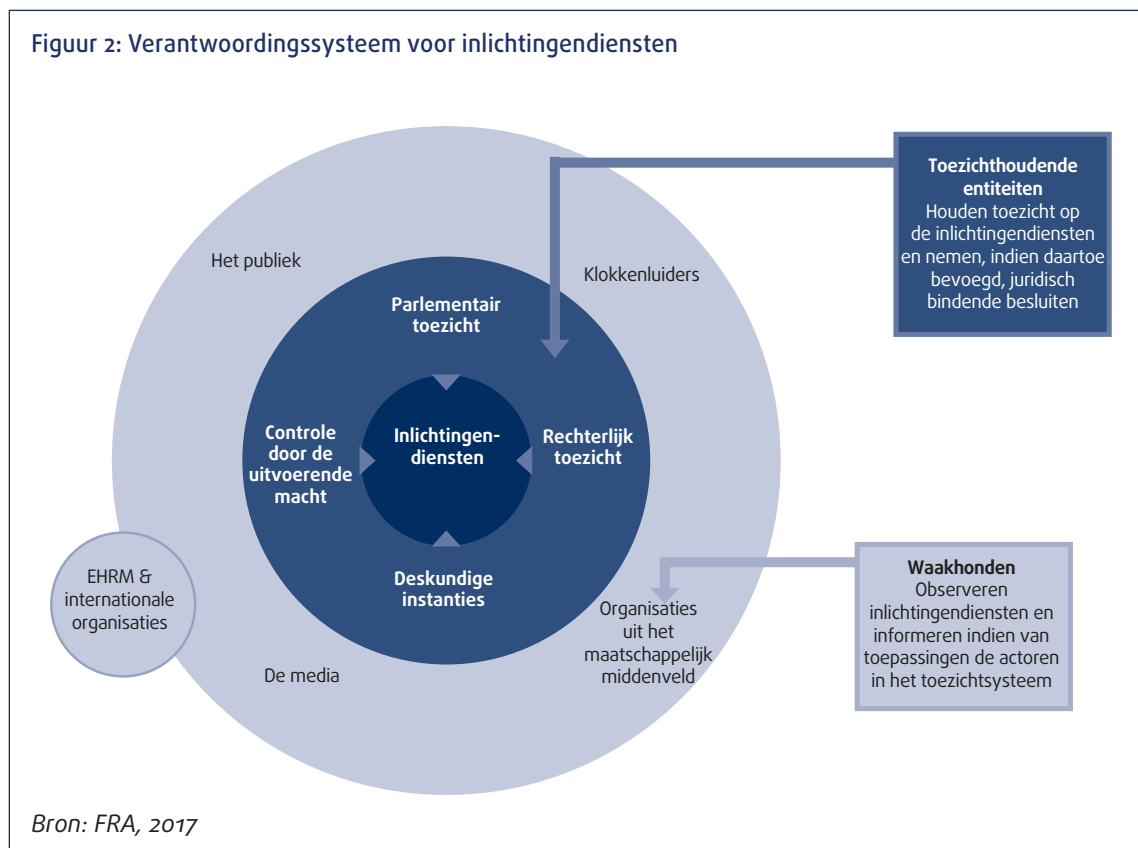 Figuur 2: Verantwoordingssysteem voor inlichtingendiensten
Toezichthoudende
entiteiten
Houden toezicht op
de inlichtingendiensten
en nemen, indien daartoe
bevoegd, juridisch
bindende besluiten
Het publiek
Klokkenluiders
Parlementair
toezicht
Controle
door de
uitvoerende
macht
Inlichtingen-
diensten
Rechterlijk
toezicht
Deskundige
instanties
EHRM &
internationale
organisaties
De media
Organisaties
uit het
maatschappelijk
middenveld
Waakhonden
Observeren
inlichtingendiensten en
informeren indien van
toepassingen de actoren
in het toezichtsysteem
Bron: FRA, 2017